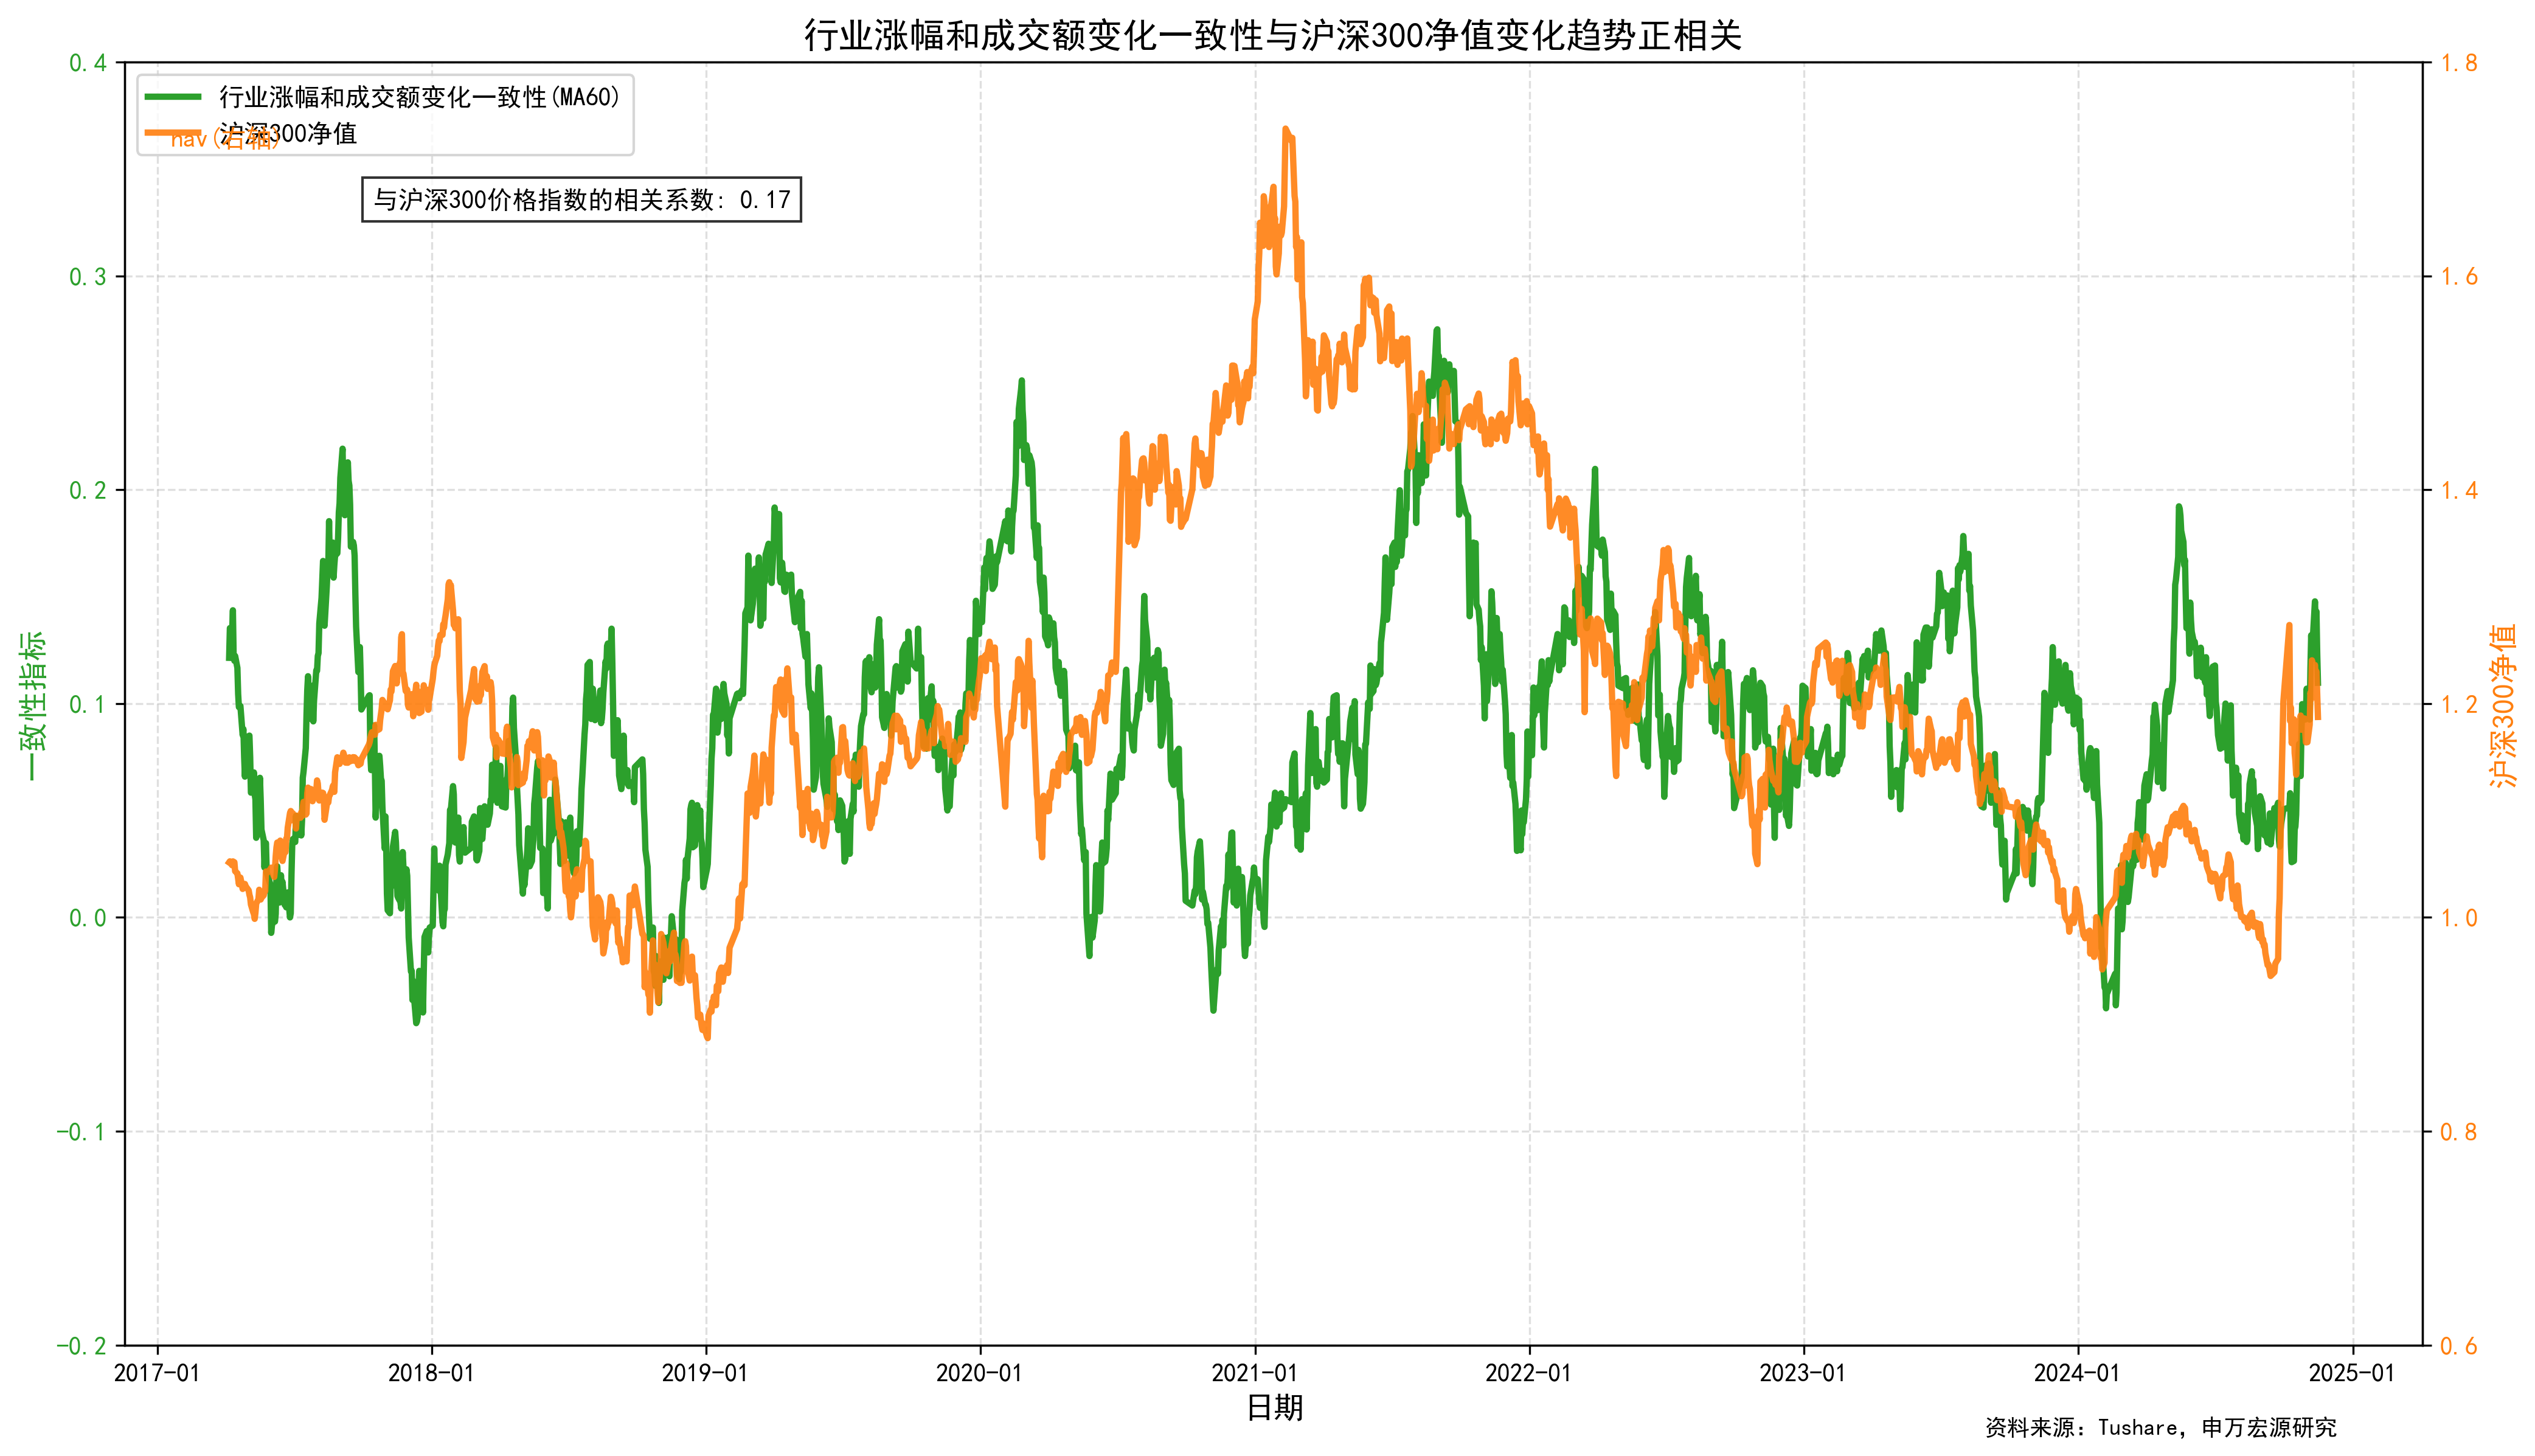 行业涨幅和成交额变化一致性与沪深300净值变化趋势正相关
行业涨幅和成交额变化一致性(MA60)
沪深300净值
nav(右轴)
与沪深300价格指数的相关系数: 0.17
0.4
0.3
0.2
0.1
0.0
−0.1
−0.2
一致性指标
1.8
1.6
1.4
1.2
1.0
0.8
0.6
沪深300净值
2017-01
2018-01
2019-01
2020-01
2021-01
2022-01
2023-01
2024-01
2025-01
日期
资料来源：Tushare，申万宏源研究